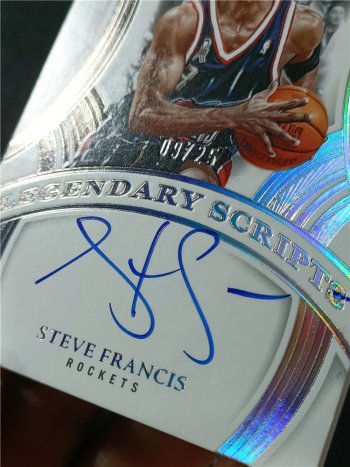 09/25
LEGENDARY SCRIPTS
STEVE FRANCIS
ROCKETS